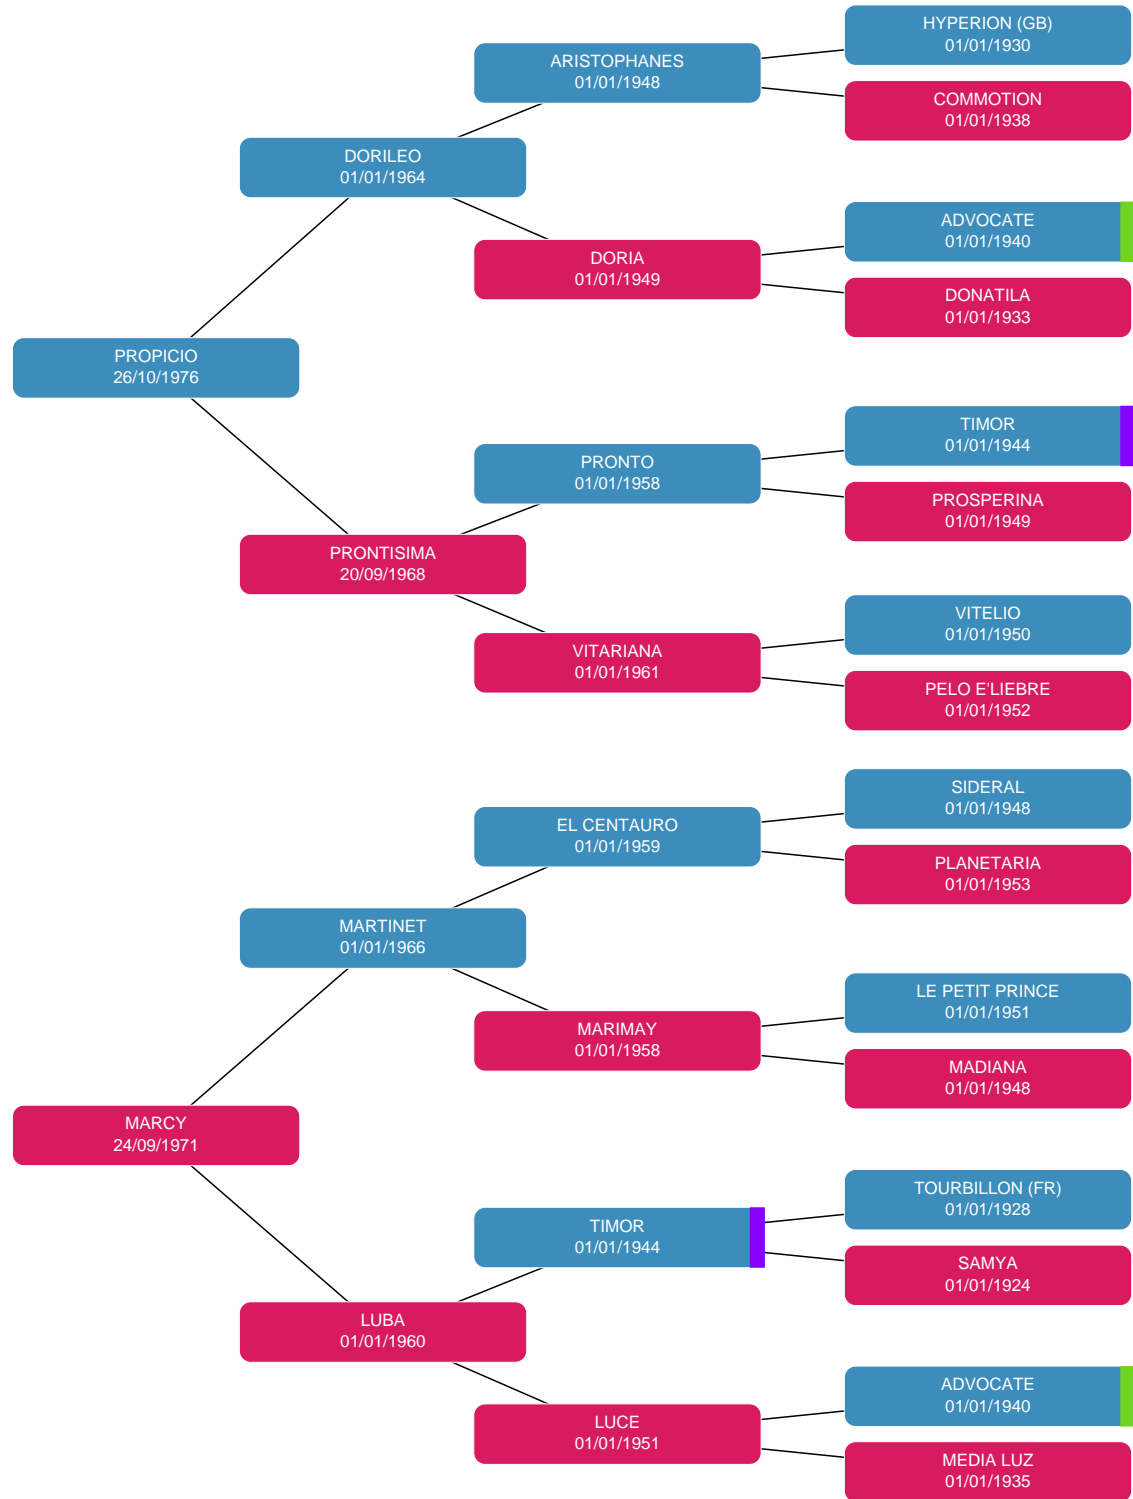 HYPERION (GB)
01/01/1930
ARISTOPHANES
01/01/1948
COMMOTION
01/01/1938
DORILEO
01/01/1964
ADVOCATE
01/01/1940
DORIA
01/01/1949
DONATILA
01/01/1933
PROPICIO
26/10/1976
TIMOR
01/01/1944
PRONTO
01/01/1958
PROSPERINA
01/01/1949
PRONTISIMA
20/09/1968
VITELIO
01/01/1950
VITARIANA
01/01/1961
PELO E'LIEBRE
01/01/1952
SIDERAL
01/01/1948
EL CENTAURO
01/01/1959
PLANETARIA
01/01/1953
MARTINET
01/01/1966
LE PETIT PRINCE
01/01/1951
MARIMAY
01/01/1958
MADIANA
01/01/1948
MARCY
24/09/1971
TOURBILLON (FR)
01/01/1928
TIMOR
01/01/1944
SAMYA
01/01/1924
LUBA
01/01/1960
ADVOCATE
01/01/1940
LUCE
01/01/1951
MEDIA LUZ
01/01/1935